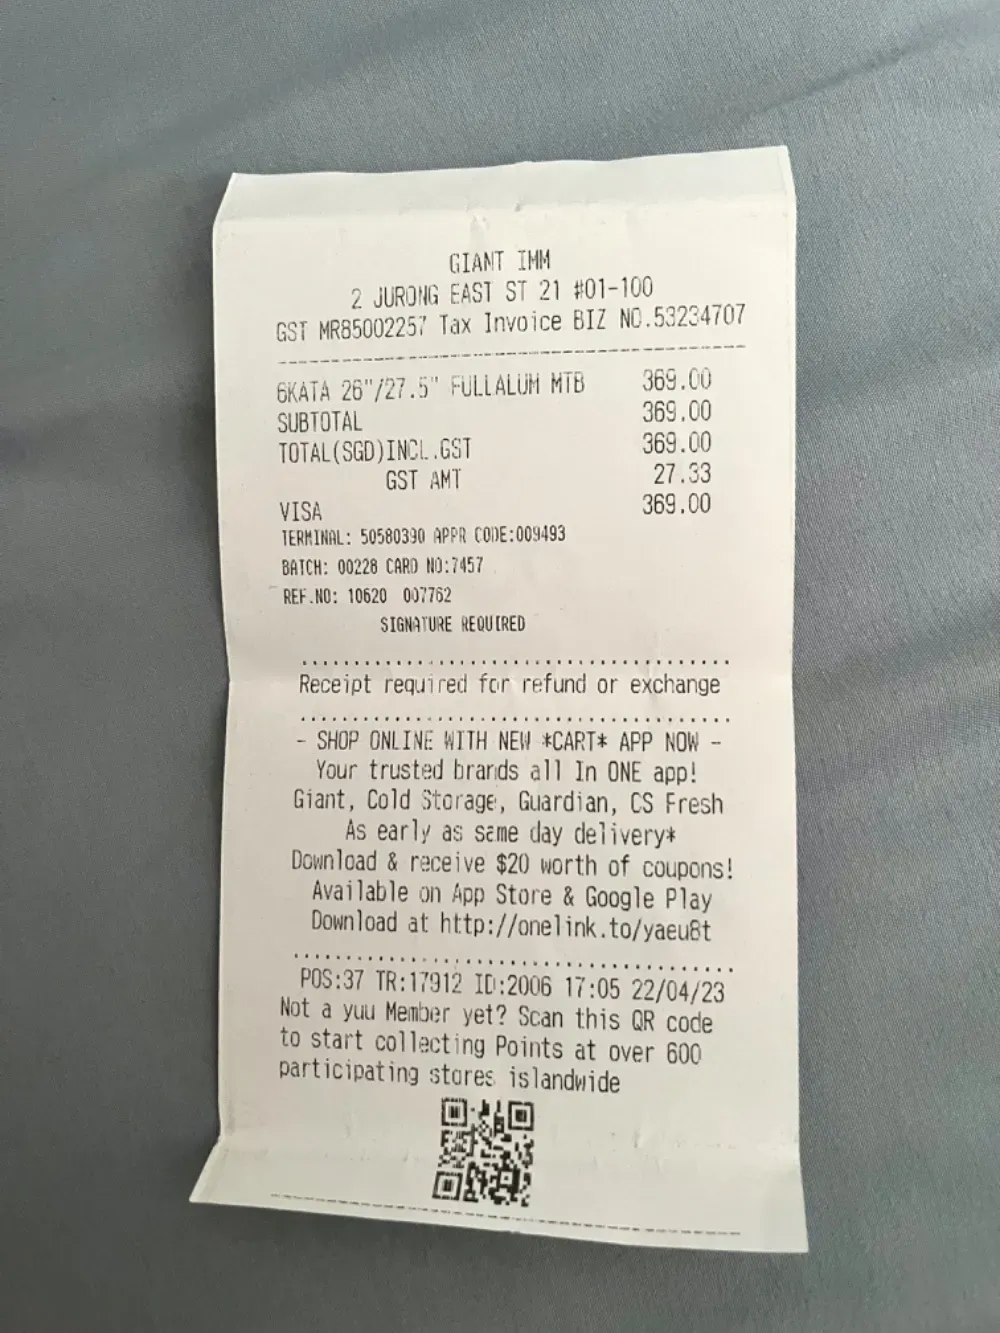 GIANT IMM
2 JURONG EAST ST 21 #01-100
GST MR85002257 Tax Invoice BIZ NO.53234707
6KATA 26"/27.5" FULLALUM MTB 369.00
SUBTOTAL 369.00
TOTAL(SGD)INCL.GST 369.00
GST AMT 27.33
VISA 369.00
TERMINAL: 50580390 APPR CODE:009493
BATCH: 00228 CARD NO:7457
REF.NO: 10620 007762
SIGNATURE REQUIRED
Receipt required for refund or exchange
- SHOP ONLINE WITH NEW *CART* APP NOW -
Your trusted brands all In ONE app!
Giant, Cold Storage, Guardian, CS Fresh
As early as same day delivery*
Download & receive $20 worth of coupons!
Available on App Store & Google Play
Download at http://onelink.to/yaeu8t
POS:37 TR:17912 ID:2006 17:05 22/04/23
Not a yuu Member yet? Scan this QR code
to start collecting Points at over 600
participating stores islandwide